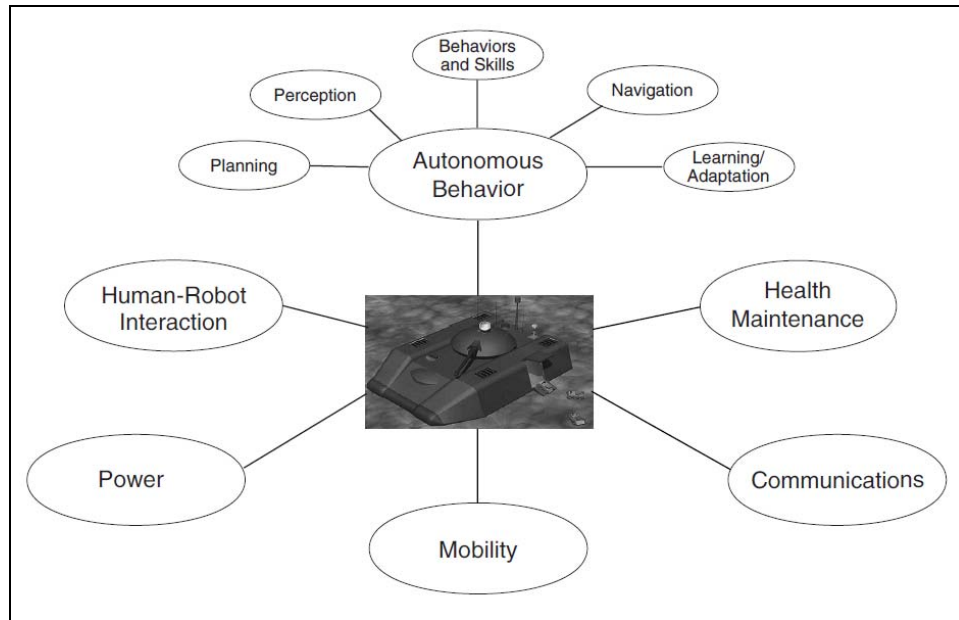 Behaviors
and Skills
Perception
Navigation
Planning
Autonomous
Behavior
Learning/
Adaptation
Human-Robot
Interaction
Health
Maintenance
Power
Communications
Mobility